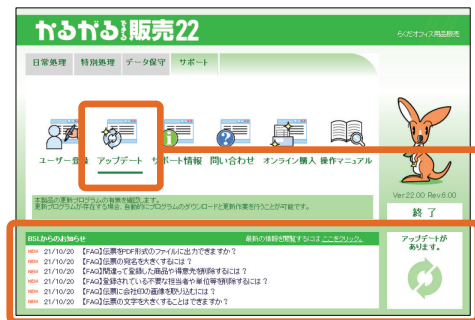 かるがるできる販売22
らくだオフィス用品販売
日常処理 特別処理 データ保守 サポート
ユーザー登録 アップデート サポート情報 問い合わせ オンライン購入 操作マニュアル
本製品の更新プログラムの有無を確認します。
更新プログラムが存在する場合、自動的にプログラムのダウンロードと更新作業を行うことが可能です。
Ver.22.00 Rev.6.00
終 了
BSLからのお知らせ 最新の情報を閲覧するにはここをクリック。
NEW 21/10/20 【FAQ】伝票をPDF形式のファイルに出力できますか?
NEW 21/10/20 【FAQ】伝票の宛名を大きくするには?
NEW 21/10/20 【FAQ】間違って登録した商品や得意先を削除するには?
NEW 21/10/20 【FAQ】登録されている不要な担当者や単位等を削除するには?
NEW 21/10/20 【FAQ】伝票に会社印の画像を取り込むには?
NEW 21/10/20 【FAQ】伝票の文字を大きくすることはできますか?
アップデートが
あります。